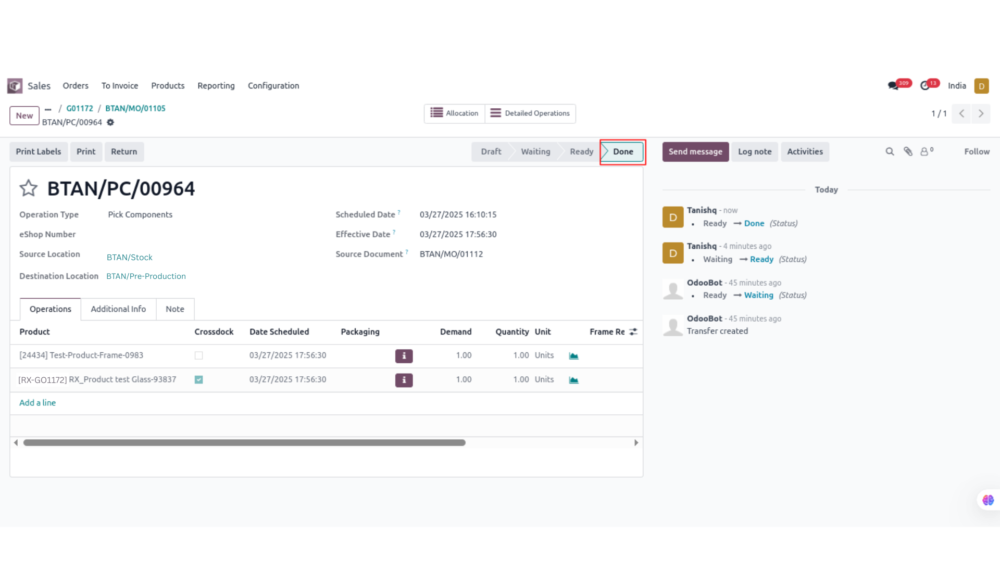 Sales Orders To Invoice Products Reporting Configuration
309 13 India D
New ... / G01172 / BTAN/MO/01105
BTAN/PC/00964
Allocation Detailed Operations
1 / 1
Print Labels Print Return
Draft Waiting Ready Done
Send message Log note Activities
0 Follow
BTAN/PC/00964
Operation Type Pick Components
eShop Number
Source Location BTAN/Stock
Destination Location BTAN/Pre-Production
Scheduled Date ? 03/27/2025 16:10:15
Effective Date ? 03/27/2025 17:56:30
Source Document ? BTAN/MO/01112
Operations Additional Info Note
Product Crossdock Date Scheduled Packaging Demand Quantity Unit Frame Re
[24434] Test-Product-Frame-0983 03/27/2025 17:56:30 i 1.00 1.00 Units
[RX-GO1172] RX_Product test Glass-93837 03/27/2025 17:56:30 i 1.00 1.00 Units
Add a line
Today
D Tanishq - now
• Ready → Done (Status)
D Tanishq - 4 minutes ago
• Waiting → Ready (Status)
OdooBot - 45 minutes ago
• Ready → Waiting (Status)
OdooBot - 45 minutes ago
Transfer created